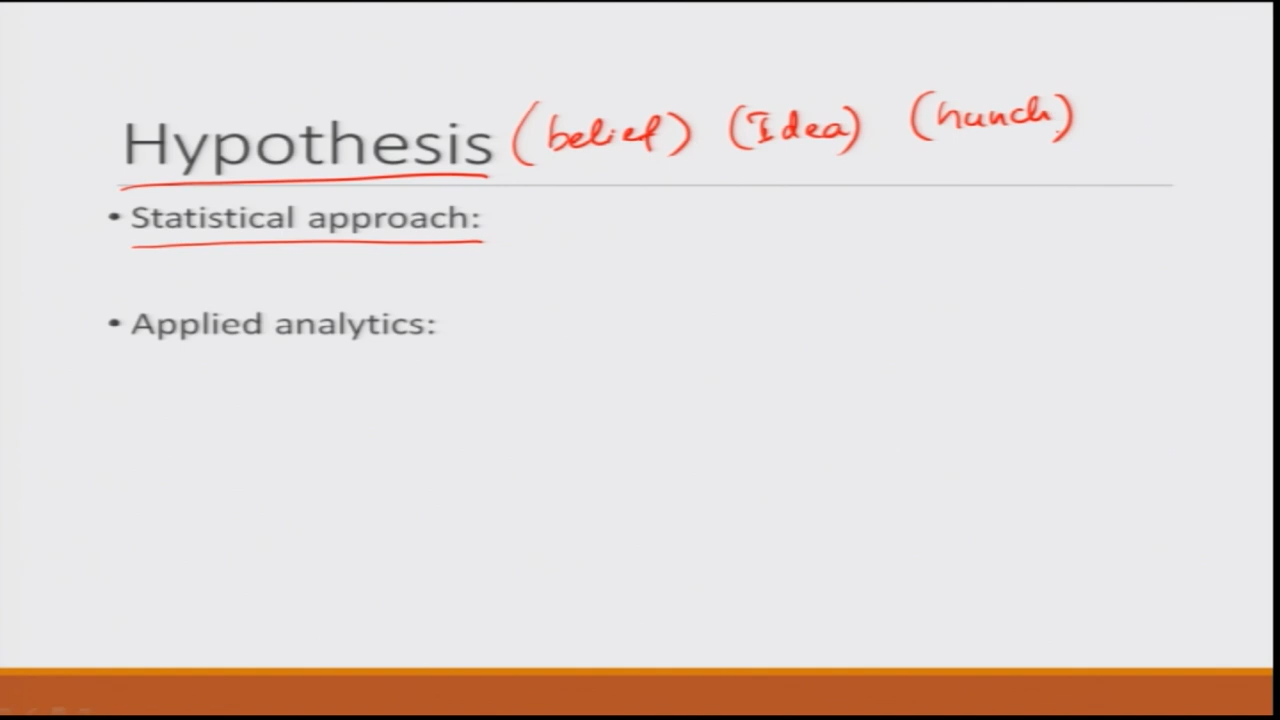 Hypothesis (belief) (Idea) (hunch)
• Statistical approach:
• Applied analytics: